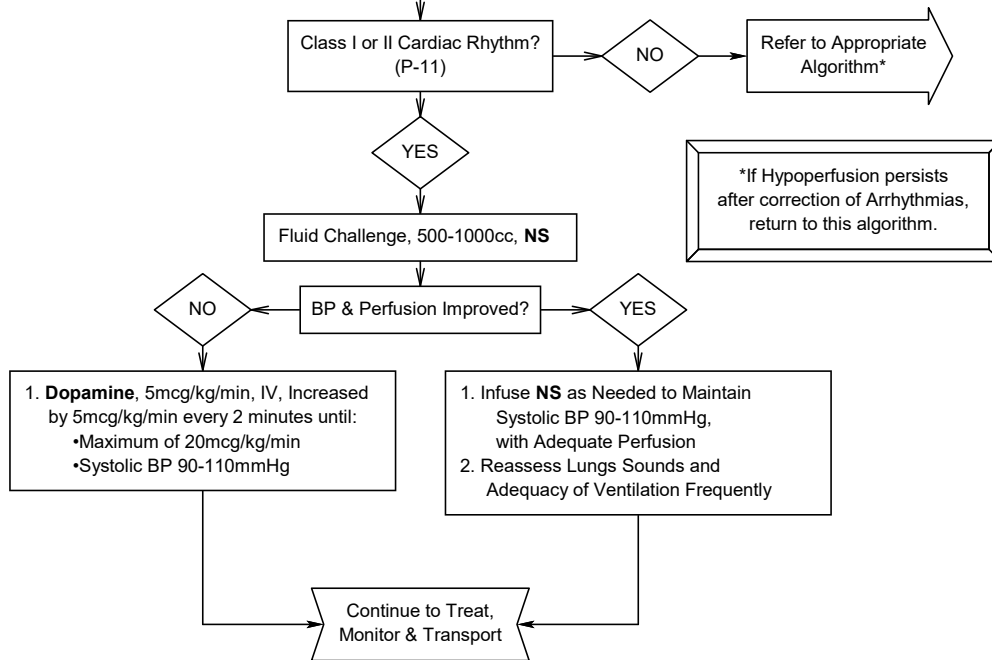 Class I or II Cardiac Rhythm?
(P-11)
NO
Refer to Appropriate
Algorithm*
YES
*If Hypoperfusion persists
after correction of Arrhythmias,
return to this algorithm.
Fluid Challenge, 500-1000cc, NS
NO
BP & Perfusion Improved?
YES
1. Dopamine, 5mcg/kg/min, IV, Increased
by 5mcg/kg/min every 2 minutes until:
•Maximum of 20mcg/kg/min
•Systolic BP 90-110mmHg
1. Infuse NS as Needed to Maintain
Systolic BP 90-110mmHg,
with Adequate Perfusion
2. Reassess Lungs Sounds and
Adequacy of Ventilation Frequently
Continue to Treat,
Monitor & Transport